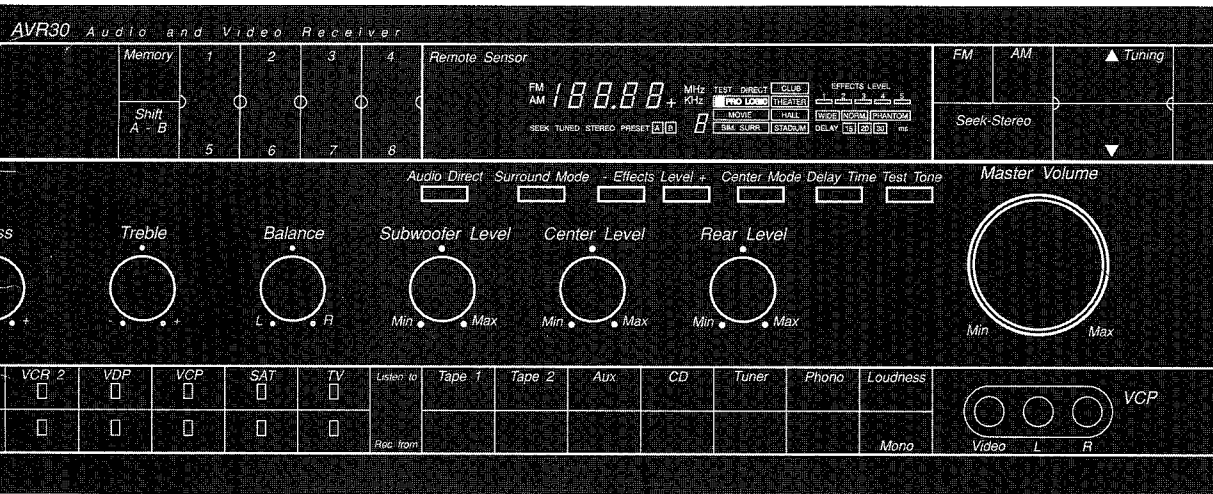 AVR30 Audio and Video Receiver
Memory 1 2 3 4
Shift
A - B
5 6 7 8
Remote Sensor
FM
AM
188.88+
MHz
KHz
8
SEEK TUNED STEREO PRESET A B
TEST DIRECT CLUB
PRO LOGIC THEATER
MOVIE HALL
SIM. SURR. STADIUM
EFFECTS LEVEL
1 2 3 4 5
WIDE NORM. PHANTOM
DELAY 15 20 30 ms
FM AM Tuning
Seek-Stereo
Audio Direct Surround Mode - Effects Level + Center Mode Delay Time Test Tone
Master Volume
Min Max
ss Treble Balance Subwoofer Level Center Level Rear Level
+ - + L R Min Max Min Max Min Max
VCR 2 VDP VCP SAT TV Listen to Tape 1 Tape 2 Aux CD Tuner Phono Loudness
Rec from Mono
VCP
Video L R